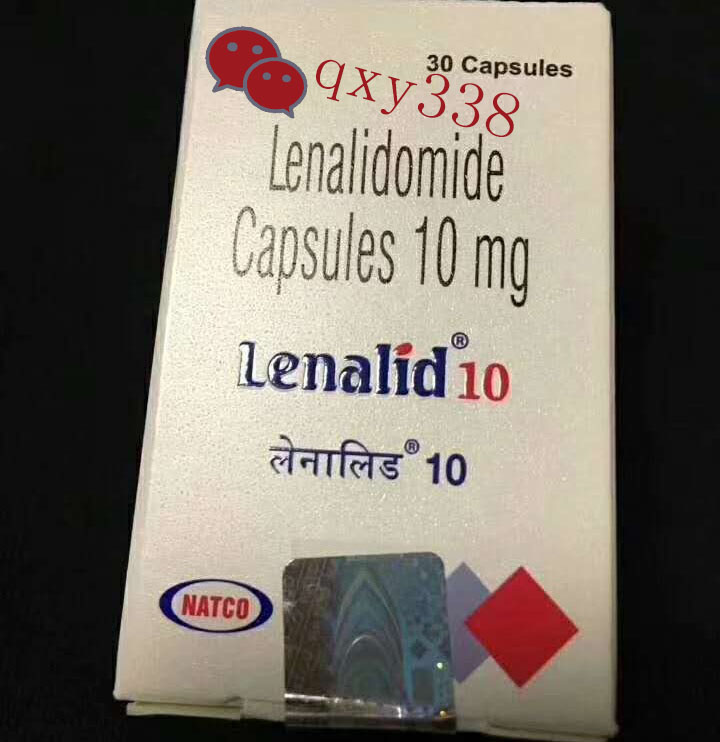 30 Capsules
qxy338
Lenalidomide
Capsules 10 mg
Lenalid® 10
लेनालिड® 10
NATCO